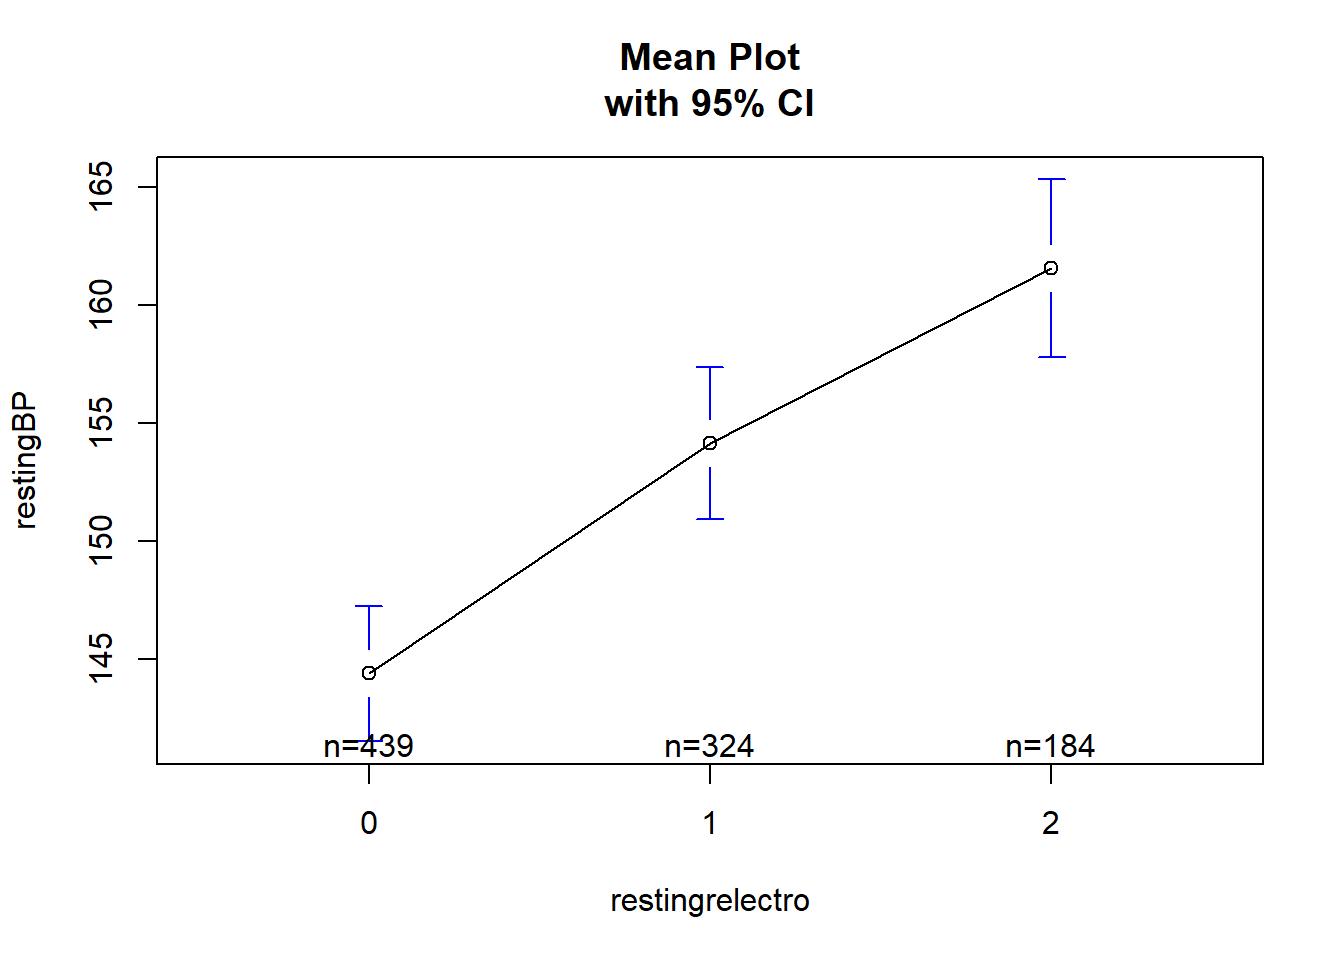 Mean Plot
with 95% CI
165
160
155
150
145
restingBP
n=439 n=324 n=184
0 1 2
restingrelectro